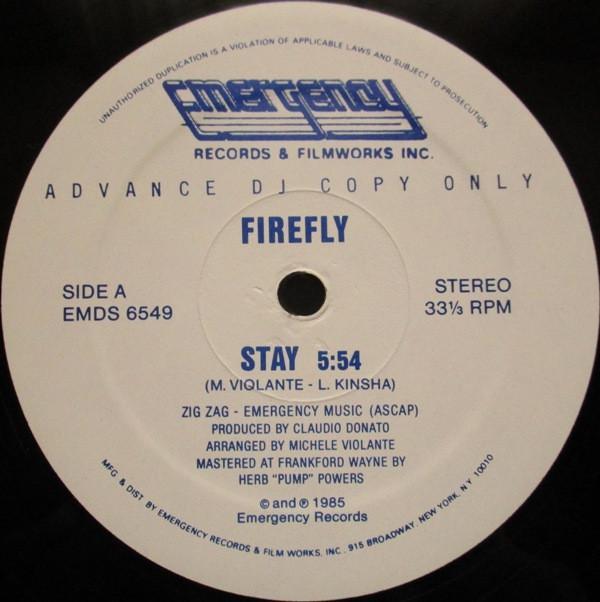 UNAUTHORIZED DUPLICATION IS A VIOLATION OF APPLICABLE LAWS AND SUBJECT TO PROSECUTION
Emergency
RECORDS & FILMWORKS INC.
ADVANCE DJ COPY ONLY
FIREFLY
SIDE A
EMDS 6549
STEREO
33⅓ RPM
STAY 5:54
(M. VIOLANTE - L. KINSHA)
ZIG ZAG - EMERGENCY MUSIC (ASCAP)
PRODUCED BY CLAUDIO DONATO
ARRANGED BY MICHELE VIOLANTE
MASTERED AT FRANKFORD WAYNE BY
HERB "PUMP" POWERS
© and ℗ 1985
Emergency Records
MFG. & DIST. BY EMERGENCY RECORDS & FILM WORKS, INC. 915 BROADWAY, NEW YORK, N.Y. 10010